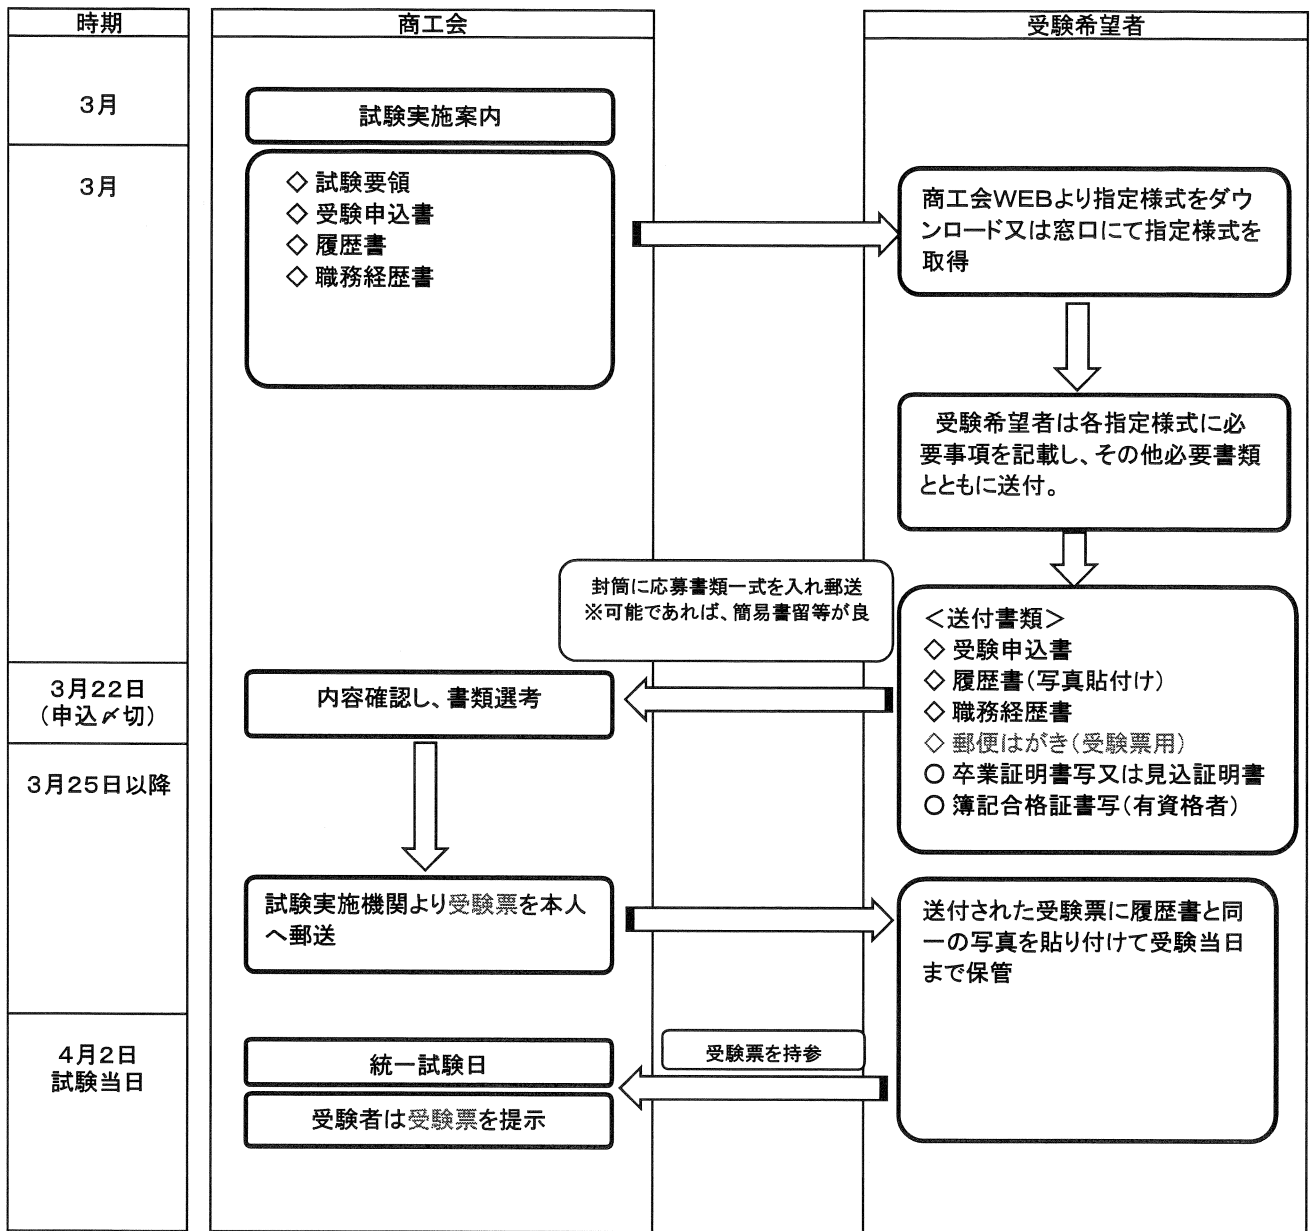 時期
商工会
受験希望者
3月
試験実施案内
3月
◇ 試験要領
◇ 受験申込書
◇ 履歴書
◇ 職務経歴書
商工会WEBより指定様式をダウ
ンロード又は窓口にて指定様式を
取得
受験希望者は各指定様式に必
要事項を記載し、その他必要書類
とともに送付。
封筒に応募書類一式を入れ郵送
※可能であれば、簡易書留等が良
<送付書類>
◇ 受験申込書
◇ 履歴書(写真貼付け)
◇ 職務経歴書
◇ 郵便はがき(受験票用)
○ 卒業証明書写又は見込証明書
○ 簿記合格証書写(有資格者)
3月22日
(申込〆切)
内容確認し、書類選考
3月25日以降
試験実施機関より受験票を本人
へ郵送
送付された受験票に履歴書と同
一の写真を貼り付けて受験当日
まで保管
4月2日
試験当日
統一試験日
受験票を持参
受験者は受験票を提示